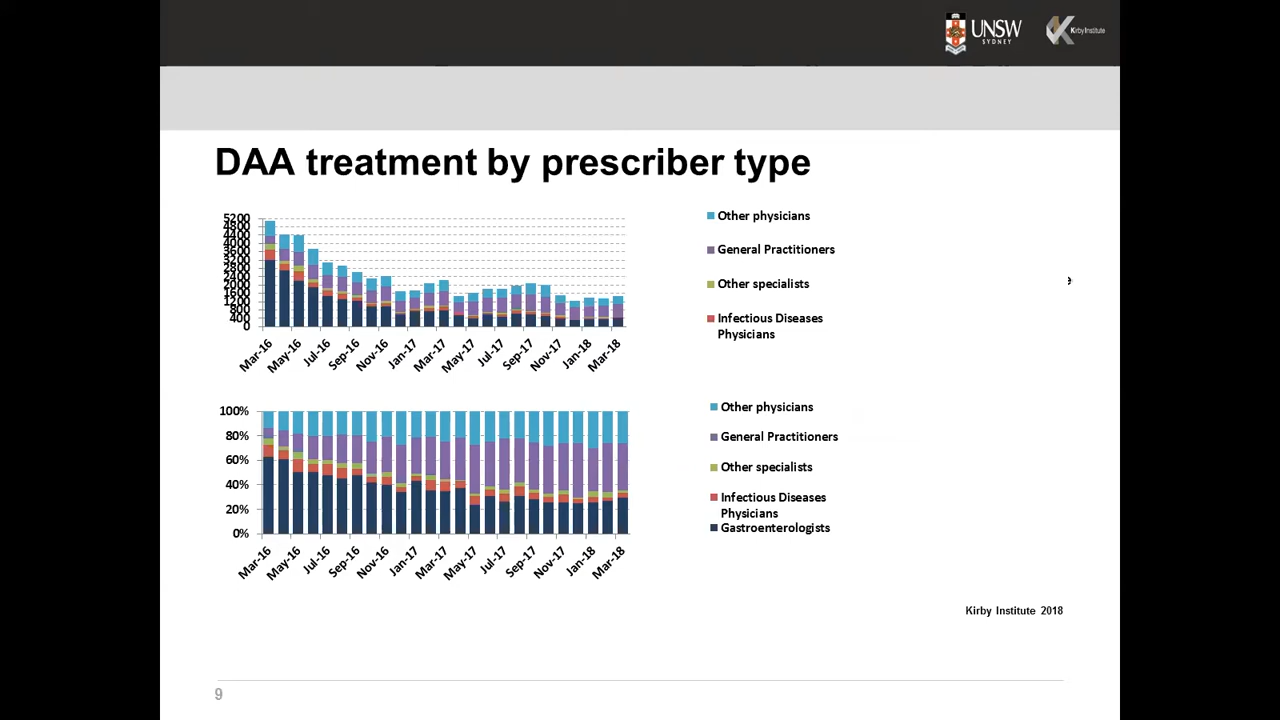 UNSW
SYDNEY
Kirby Institute
DAA treatment by prescriber type
5200
4800
4400
4000
3600
3200
2800
2400
2000
1600
1200
800
400
0
Mar-16
May-16
Jul-16
Sep-16
Nov-16
Jan-17
Mar-17
May-17
Jul-17
Sep-17
Nov-17
Jan-18
Mar-18
Other physicians
General Practitioners
Other specialists
Infectious Diseases
Physicians
e
100%
80%
60%
40%
20%
0%
Mar-16
May-16
Jul-16
Sep-16
Nov-16
Jan-17
Mar-17
May-17
Jul-17
Sep-17
Nov-17
Jan-18
Mar-18
Other physicians
General Practitioners
Other specialists
Infectious Diseases
Physicians
Gastroenterologists
Kirby Institute 2018
9